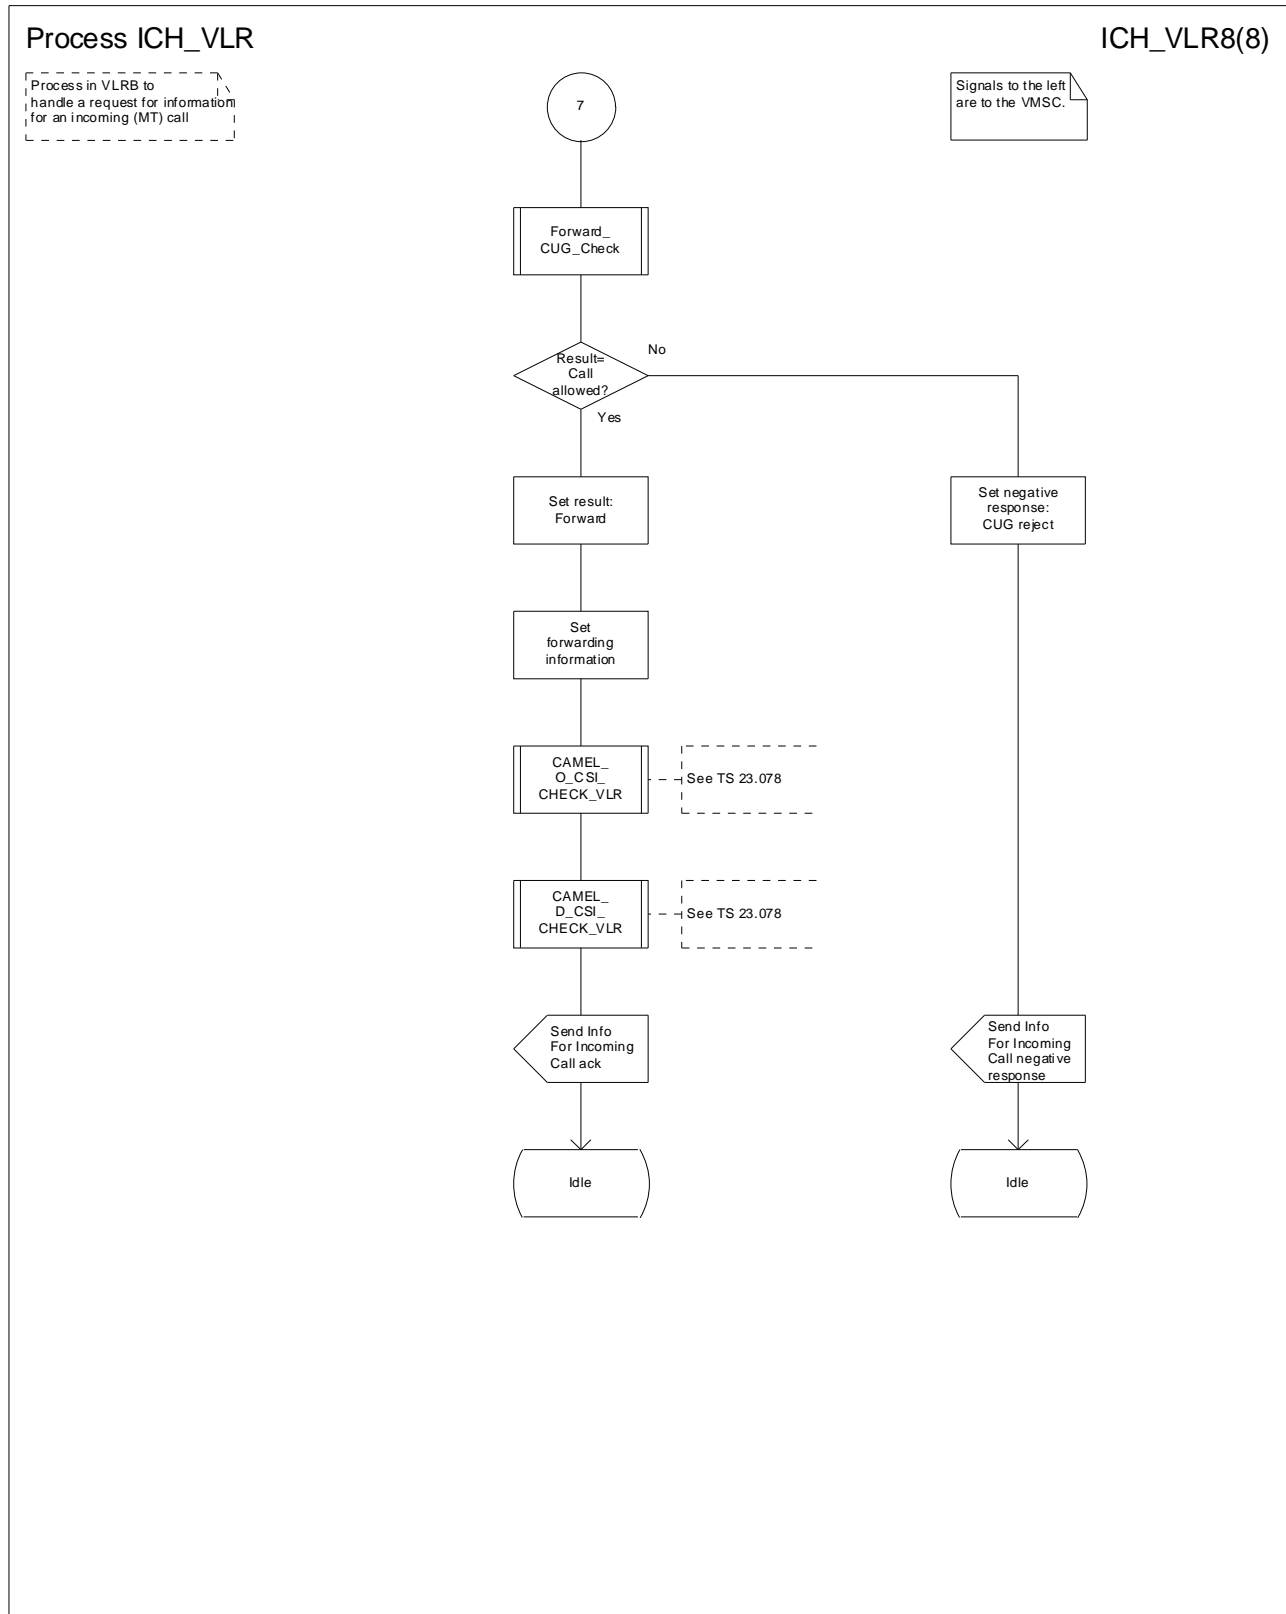 Process ICH_VLR
ICH_VLR8(8)
Process in VLRB to
handle a request for information
for an incoming (MT) call
Signals to the left
are to the VMSC.
7
Forward_
CUG_Check
Result=
Call
allowed?
No
Yes
Set result:
Forward
Set negative
response:
CUG reject
Set
forwarding
information
CAMEL_
O_CSI_
CHECK_VLR
See TS 23.078
CAMEL_
D_CSI_
CHECK_VLR
See TS 23.078
Send Info
For Incoming
Call ack
Send Info
For Incoming
Call negative
response
Idle
Idle